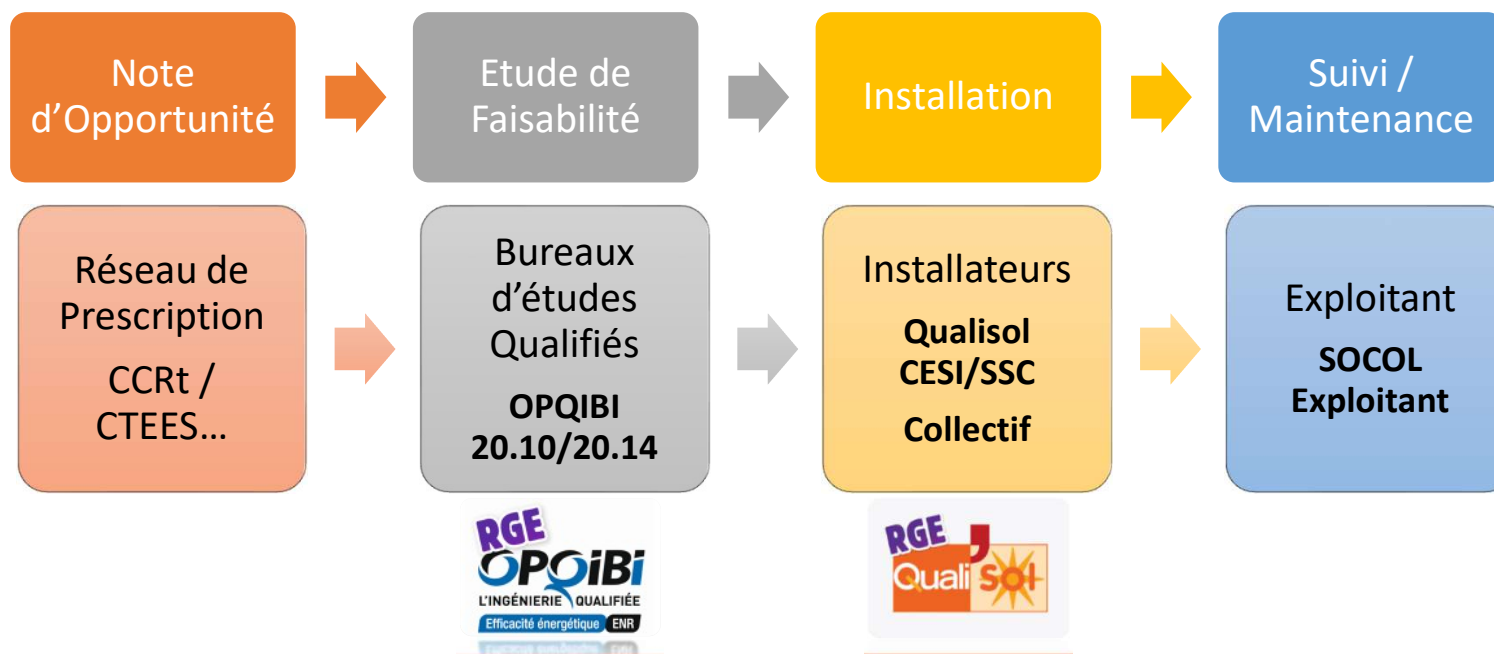 Note
d’Opportunité
Etude de
Faisabilité
Installation
Suivi /
Maintenance
Réseau de
Prescription
CCRt /
CTEES…
Bureaux
d’études
Qualifiés
OPQIBI
20.10/20.14
Installateurs
Qualisol
CESI/SSC
Collectif
Exploitant
SOCOL
Exploitant
RGE
OPQiBi
L'INGÉNIERIE QUALIFIÉE
Efficacité énergétique ENR
RGE
Quali'Sol